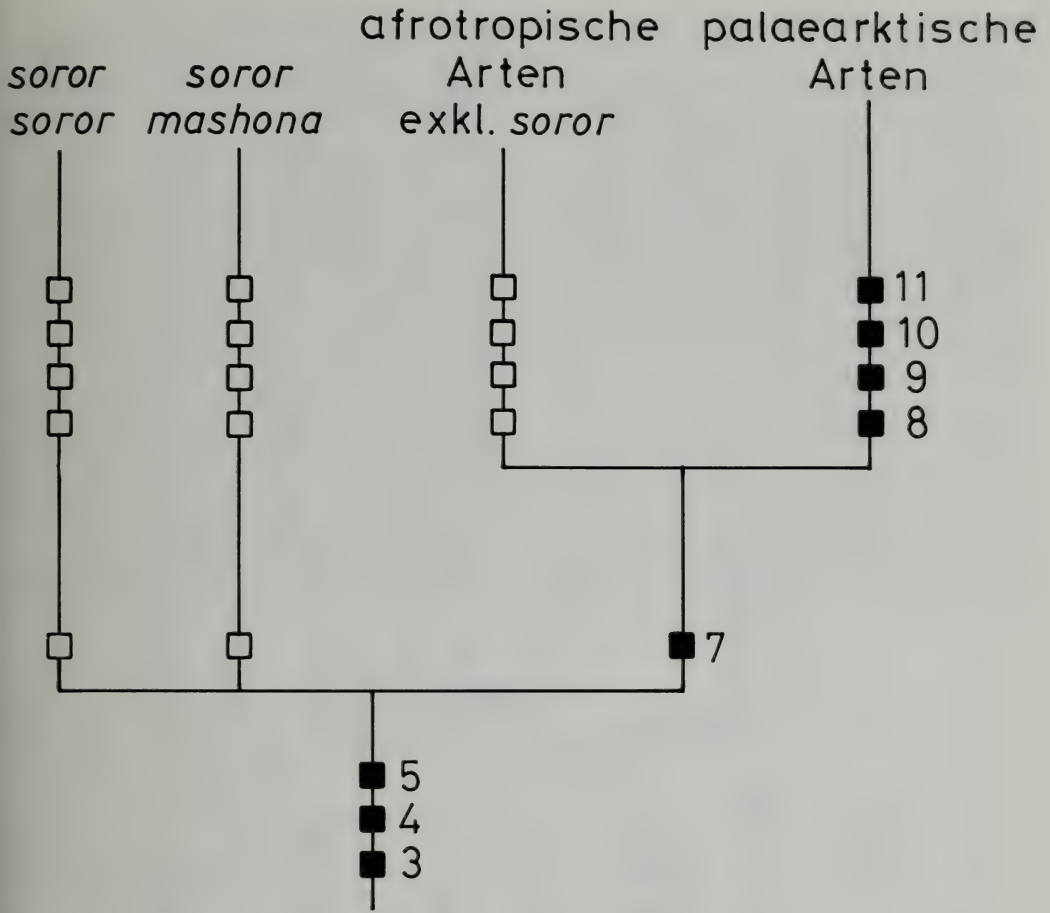 soror
soror
soror
mashona
afrotropische
Arten
exkl. soror
palaearktische
Arten
11
10
9
8
7
5
4
3